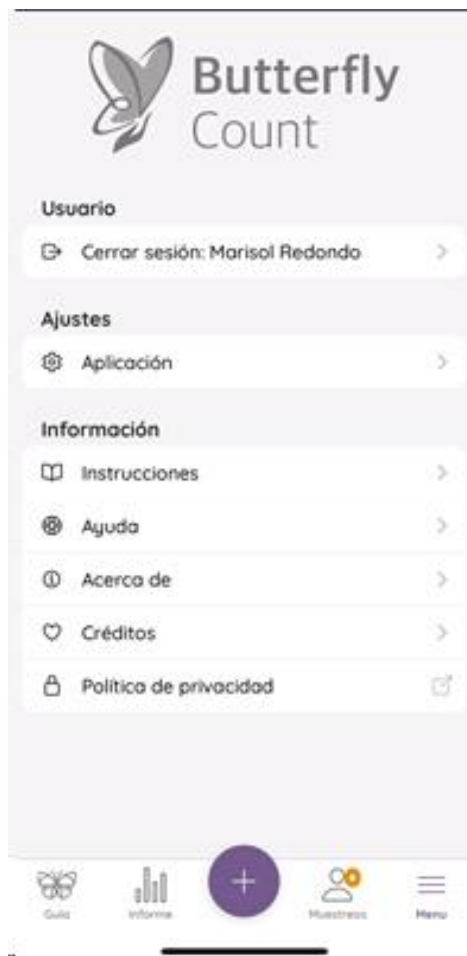 Butterfly
Count
Usuario
Cerrar sesión: Marisol Redondo
Ajustes
Aplicación
Información
Instrucciones
Ayuda
Acerca de
Créditos
Política de privacidad
Guía
Informe
Muestreos
Menu